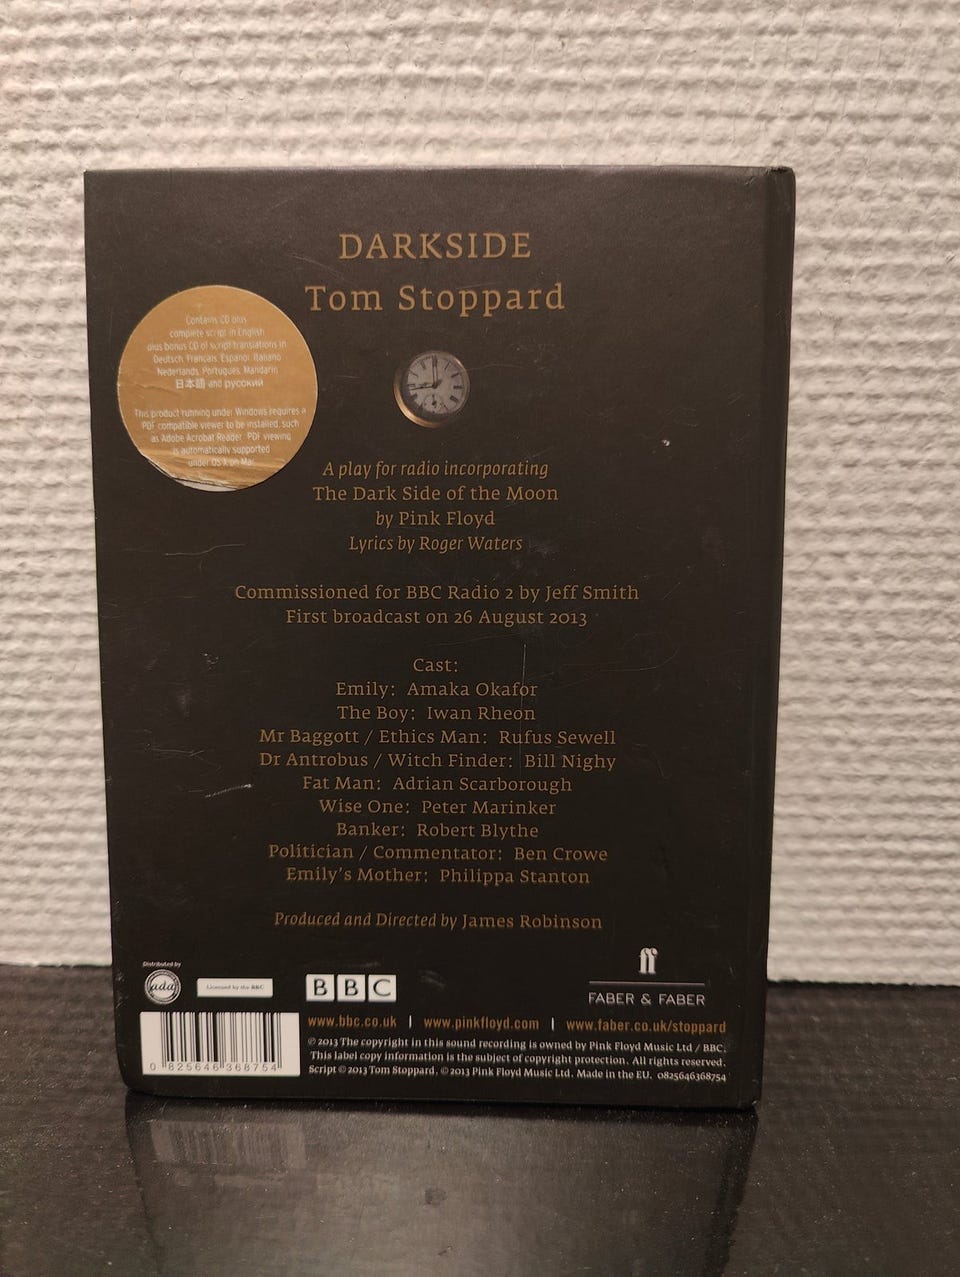 DARKSIDE
Tom Stoppard
Contains CD plus
complete script in English
plus bonus CD of script translations in
Deutsch, Français, Espanol, Italiano
Nederlands, Portugues, Mandarin
日本語 and русский
This product running under Windows requires a
PDF compatible viewer to be installed, such
as Adobe Acrobat Reader. PDF viewing
is automatically supported
under OS X on Mac
A play for radio incorporating
The Dark Side of the Moon
by Pink Floyd
Lyrics by Roger Waters
Commissioned for BBC Radio 2 by Jeff Smith
First broadcast on 26 August 2013
Cast:
Emily: Amaka Okafor
The Boy: Iwan Rheon
Mr Baggott / Ethics Man: Rufus Sewell
Dr Antrobus / Witch Finder: Bill Nighy
Fat Man: Adrian Scarborough
Wise One: Peter Marinker
Banker: Robert Blythe
Politician / Commentator: Ben Crowe
Emily's Mother: Philippa Stanton
Produced and Directed by James Robinson
Distributed by
ada
Licensed by the BBC
BBC
ff
FABER & FABER
www.bbc.co.uk | www.pinkfloyd.com | www.faber.co.uk/stoppard
℗ 2013 The copyright in this sound recording is owned by Pink Floyd Music Ltd / BBC.
This label copy information is the subject of copyright protection. All rights reserved.
Script © 2013 Tom Stoppard, © 2013 Pink Floyd Music Ltd. Made in the EU. 0825646368754
0 825646 368754